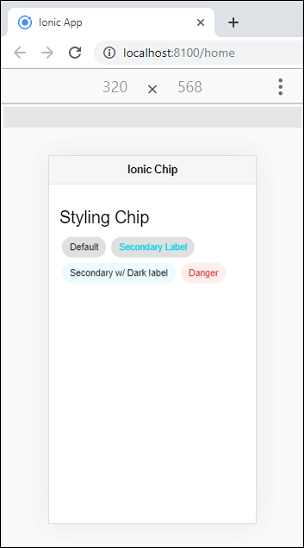 Ionic App
localhost:8100/home
320 × 568
Ionic Chip
Styling Chip
Default Secondary Label
Secondary w/ Dark label Danger